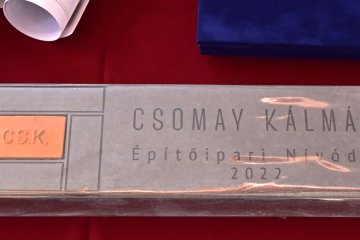 CS.K.
CSOMAY KÁLMÁ
Építőipari Nívód
2022